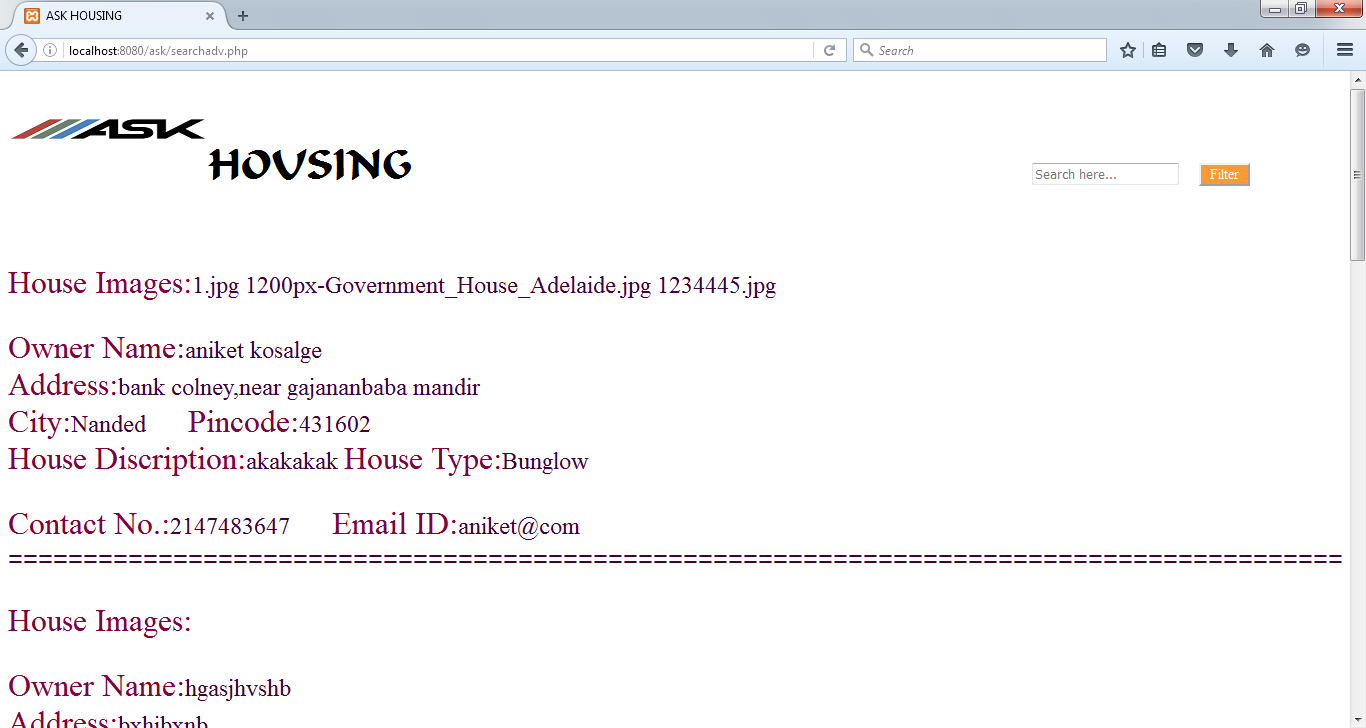 ASK HOUSING
localhost:8080/ask/searchadv.php
Search
ASK
HOUSING
Search here...
Filter
House Images:1.jpg 1200px-Government_House_Adelaide.jpg 1234445.jpg
Owner Name:aniket kosalge
Address:bank colney,near gajananbaba mandir
City:Nanded Pincode:431602
House Discription:akakakak House Type:Bunglow
Contact No.:2147483647 Email ID:aniket@com
=========================================================================================
House Images:
Owner Name:hgasjhvshb
Address:bxhjbxnb